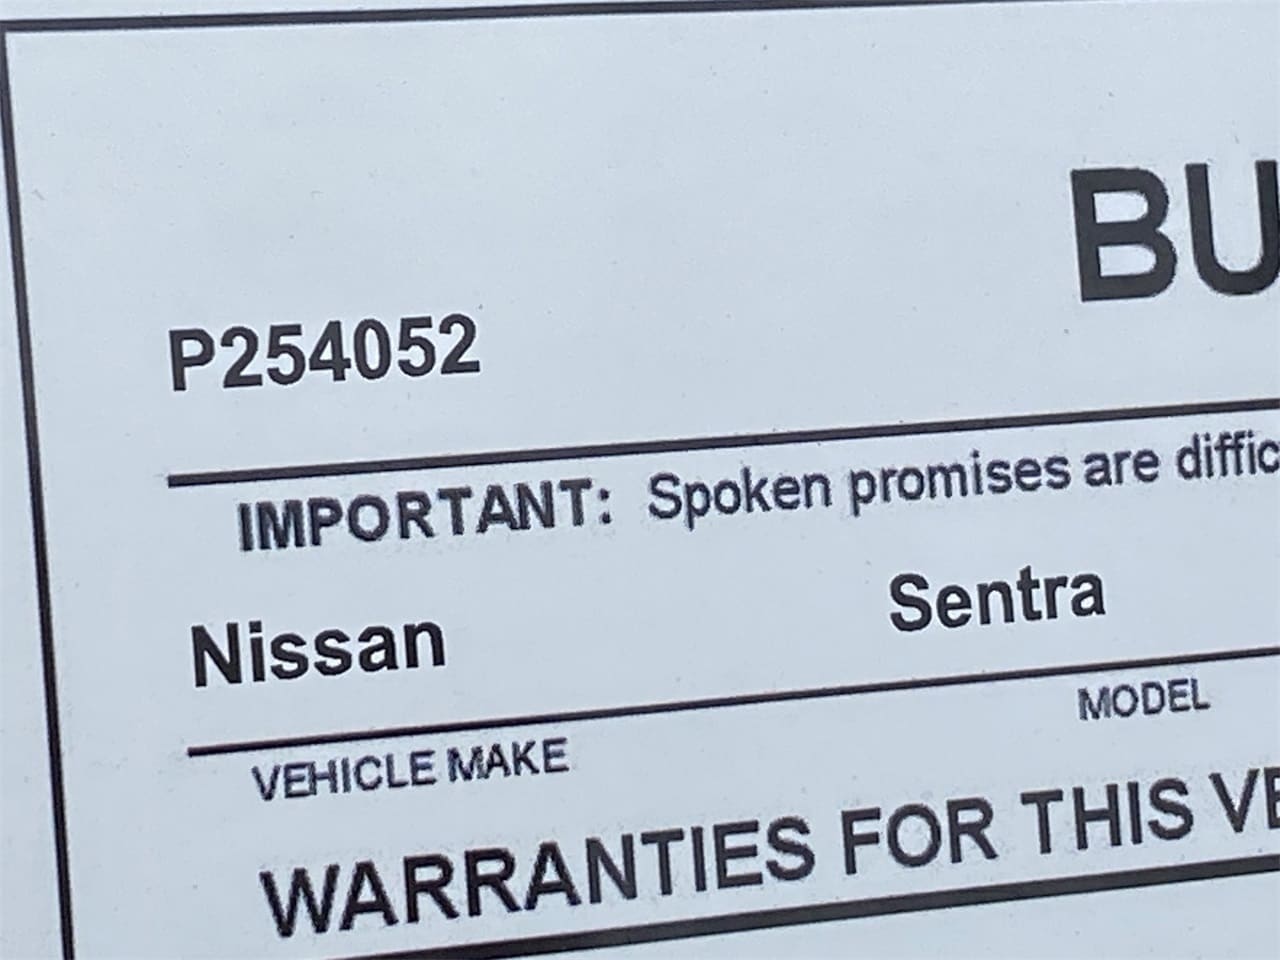 BU
P254052
IMPORTANT: Spoken promises are diffic
Nissan Sentra
VEHICLE MAKE MODEL
WARRANTIES FOR THIS VE